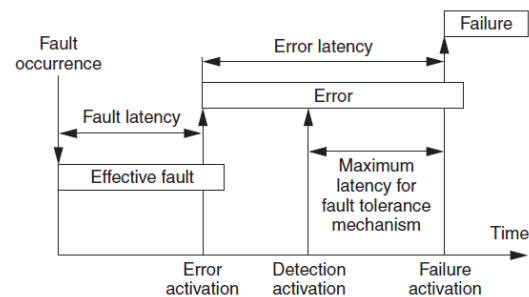 Failure
Fault
occurrence
Error latency
Error
Fault latency
Effective fault
Maximum
latency for
fault tolerance
mechanism
Time
Error
activation
Detection
activation
Failure
activation